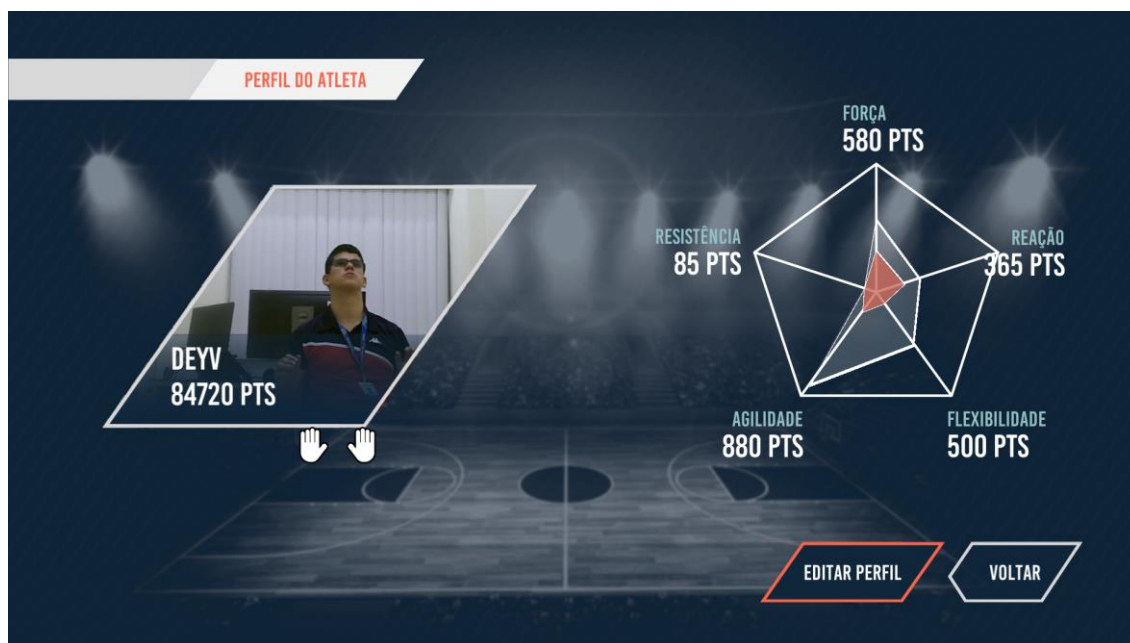 PERFIL DO ATLETA
DEYV
84720 PTS
FORÇA
580 PTS
RESISTÊNCIA
85 PTS
REAÇÃO
365 PTS
AGILIDADE
880 PTS
FLEXIBILIDADE
500 PTS
EDITAR PERFIL
VOLTAR